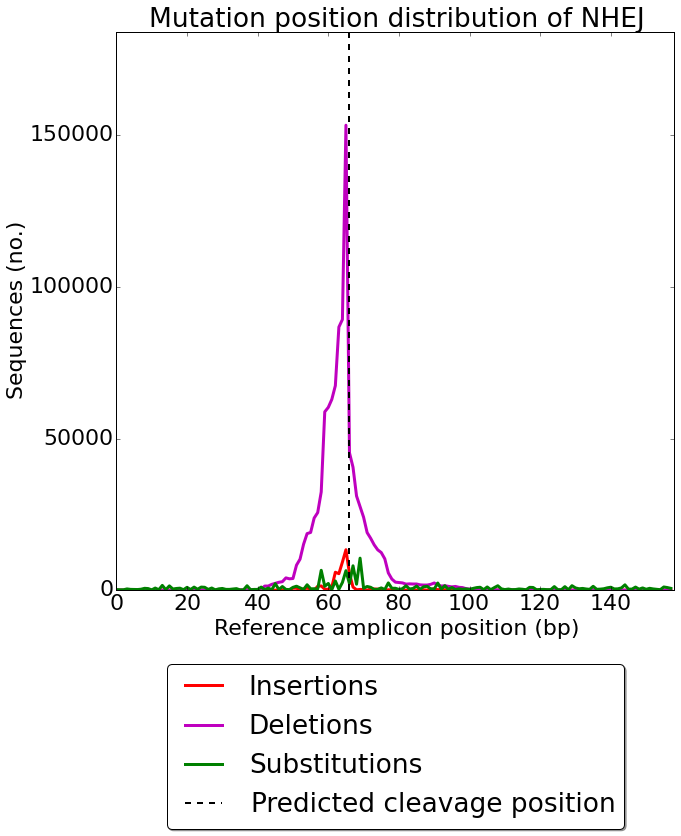 Mutation position distribution of NHEJ
Sequences (no.)
150000
100000
50000
0
0 20 40 60 80 100 120 140
Reference amplicon position (bp)
Insertions
Deletions
Substitutions
Predicted cleavage position